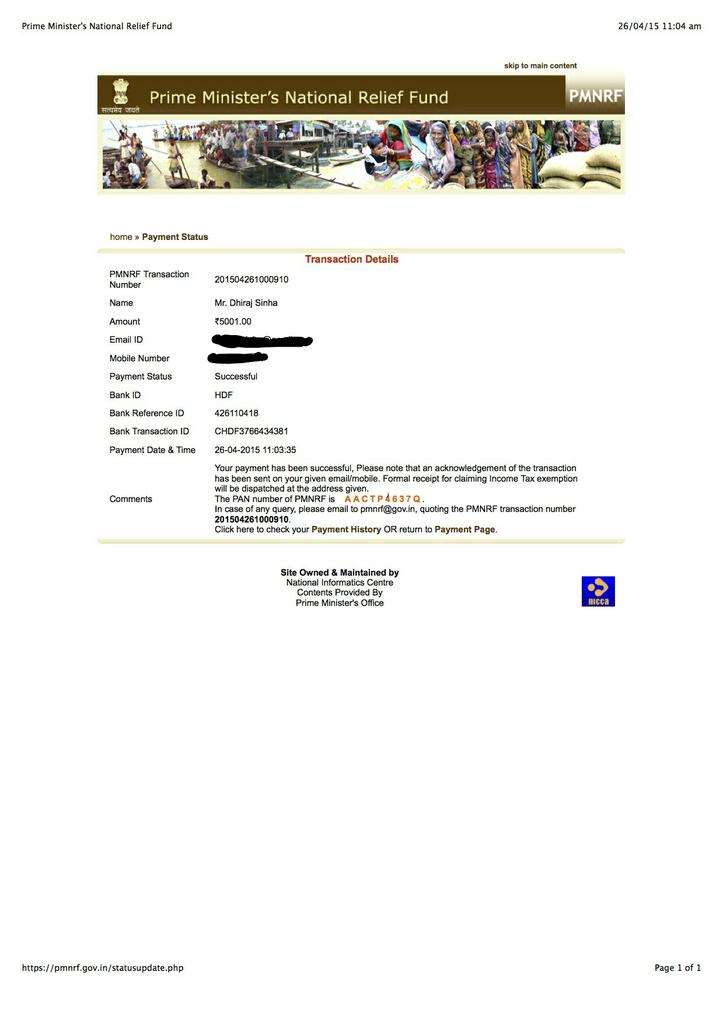 Prime Minister's National Relief Fund 26/04/15 11:04 am
skip to main content
सत्यमेव जयते
Prime Minister's National Relief Fund PMNRF
home » Payment Status
Transaction Details
PMNRF Transaction Number 201504261000910
Name Mr. Dhiraj Sinha
Amount ₹5001.00
Email ID
Mobile Number
Payment Status Successful
Bank ID HDF
Bank Reference ID 426110418
Bank Transaction ID CHDF3766434381
Payment Date & Time 26-04-2015 11:03:35
Comments
Your payment has been successful, Please note that an acknowledgement of the transaction
has been sent on your given email/mobile. Formal receipt for claiming Income Tax exemption
will be dispatched at the address given.
The PAN number of PMNRF is A A C T P 4 6 3 7 Q .
In case of any query, please email to pmnrf@gov.in, quoting the PMNRF transaction number
201504261000910.
Click here to check your Payment History OR return to Payment Page.
Site Owned & Maintained by
National Informatics Centre
Contents Provided By
Prime Minister's Office
nicca
https://pmnrf.gov.in/statusupdate.php Page 1 of 1